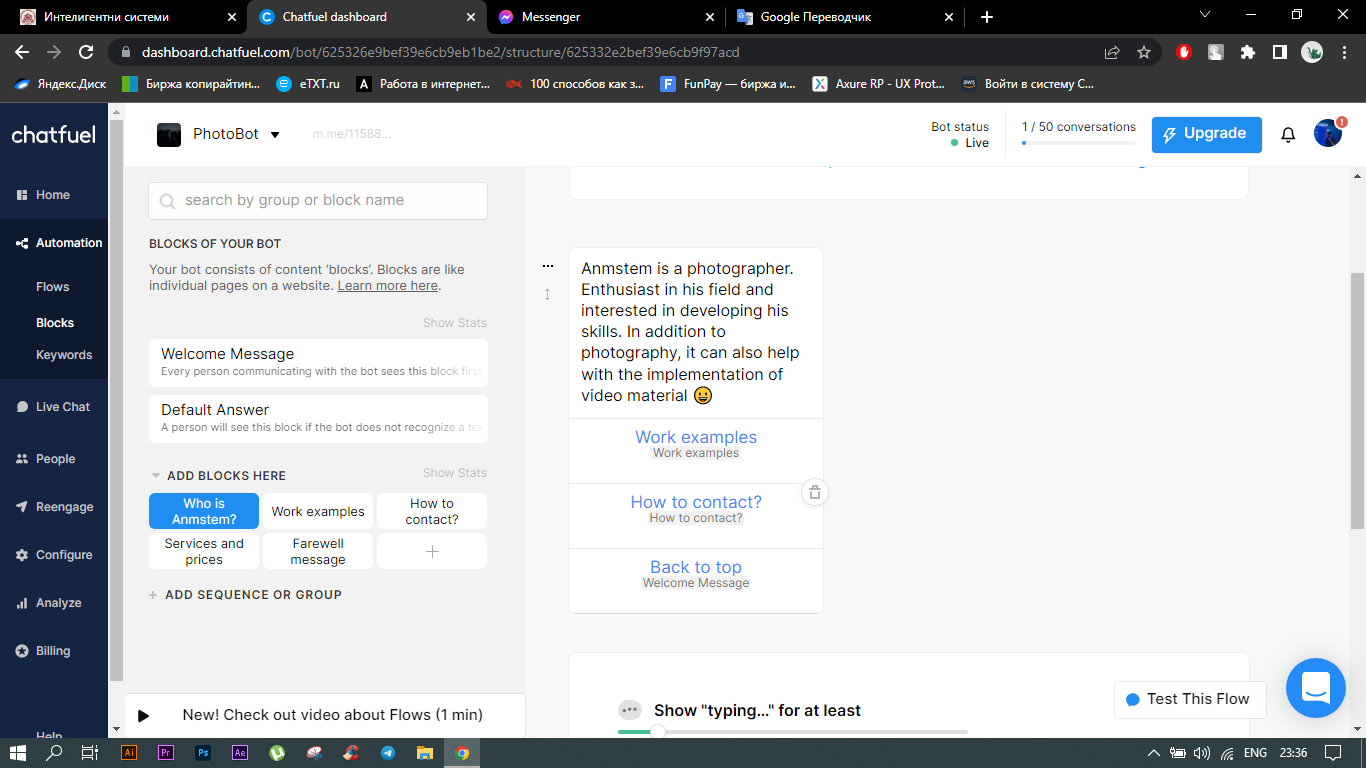 Интелигентни системи
Chatfuel dashboard
Messenger
Google Переводчик
dashboard.chatfuel.com/bot/625326e9bef39e6cb9eb1be2/structure/625332e2bef39e6cb9f97acd
Яндекс.Диск
Биржа копирайтин...
eTXT.ru
Работа в интернет...
100 способов как з...
FunPay — биржа и...
Axure RP - UX Prot...
aws
Войти в систему С...
chatfuel
PhotoBot
m.me/11588...
Bot status
Live
1 / 50 conversations
Upgrade
Home
Automation
Flows
Blocks
Keywords
Live Chat
People
Reengage
Configure
Analyze
Billing
Help
search by group or block name
BLOCKS OF YOUR BOT
Your bot consists of content ‘blocks’. Blocks are like
individual pages on a website. Learn more here.
Show Stats
Welcome Message
Every person communicating with the bot sees this block first
Default Answer
A person will see this block if the bot does not recognize a te
ADD BLOCKS HERE
Show Stats
Who is
Anmstem?
Work examples
How to
contact?
Services and
prices
Farewell
message
ADD SEQUENCE OR GROUP
New! Check out video about Flows (1 min)
Anmstem is a photographer.
Enthusiast in his field and
interested in developing his
skills. In addition to
photography, it can also help
with the implementation of
video material 😀
Work examples
Work examples
How to contact?
How to contact?
Back to top
Welcome Message
Show "typing..." for at least
Test This Flow
Ai
Pr
Ps
Ae
ENG
23:36